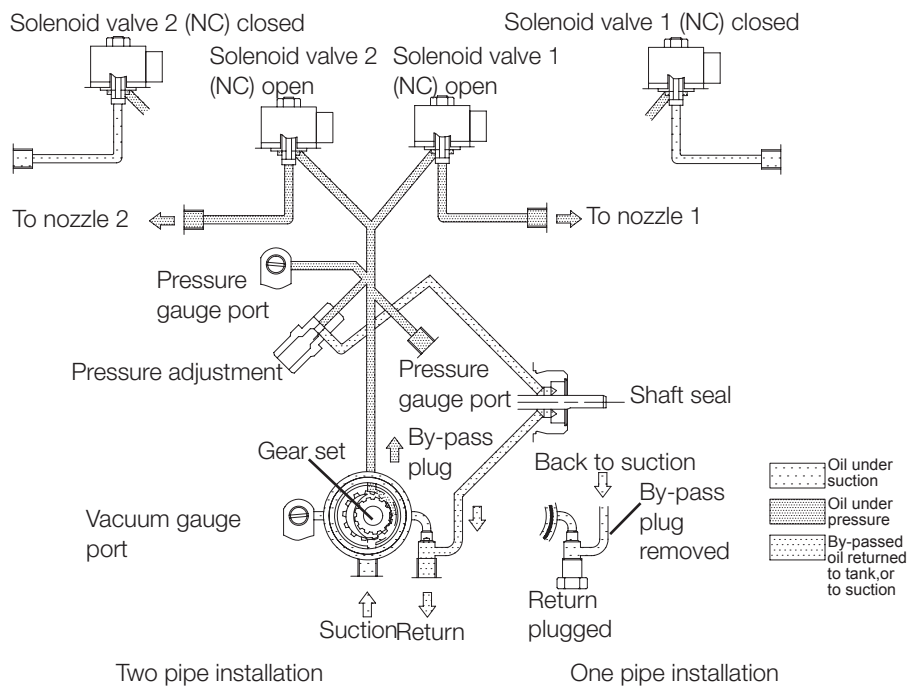 Solenoid valve 2 (NC) closed
Solenoid valve 1 (NC) closed
Solenoid valve 2
(NC) open
Solenoid valve 1
(NC) open
To nozzle 2
To nozzle 1
Pressure
gauge port
Pressure adjustment
Pressure
gauge port
Shaft seal
Gear set
By-pass
plug
Back to suction
By-pass
plug
removed
Vacuum gauge
port
Oil under
suction
Oil under
pressure
By-passed
oil returned
to tank,or
to suction
Suction
Return
Return
plugged
Two pipe installation
One pipe installation